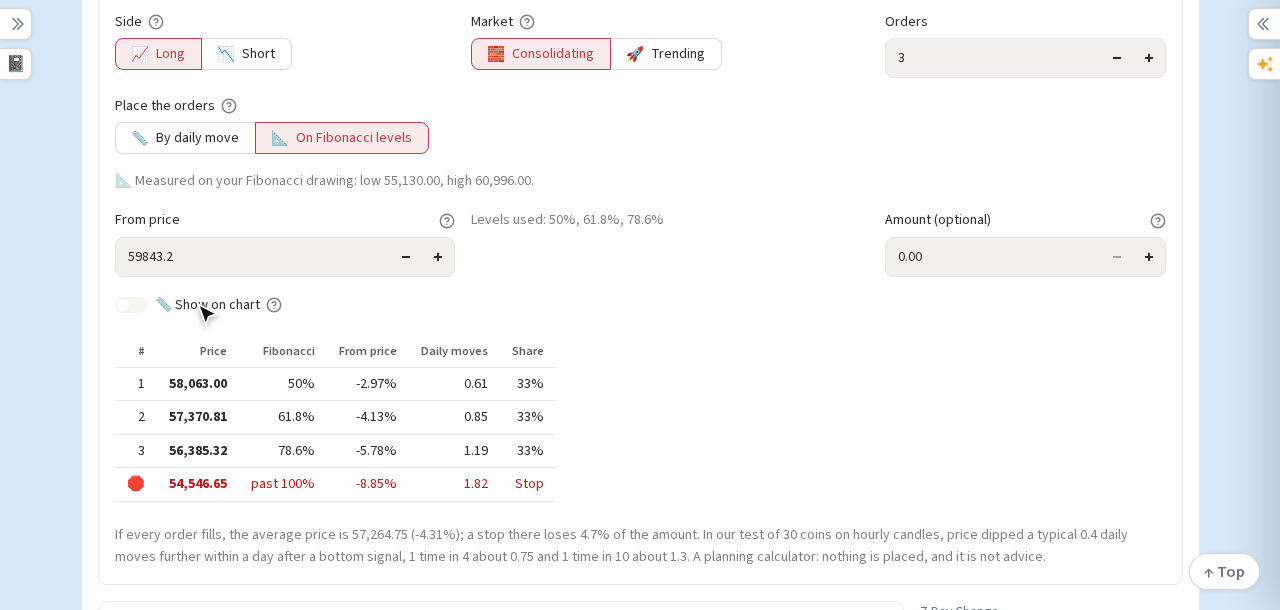 Side
Market
Orders
📈 Long
📉 Short
🧱 Consolidating
🚀 Trending
3
Place the orders
📏 By daily move
📐 On Fibonacci levels
📐 Measured on your Fibonacci drawing: low 55,130.00, high 60,996.00.
From price
Levels used: 50%, 61.8%, 78.6%
Amount (optional)
59843.2
0.00
📏 Show on chart
# Price Fibonacci From price Daily moves Share
1 58,063.00 50% -2.97% 0.61 33%
2 57,370.81 61.8% -4.13% 0.85 33%
3 56,385.32 78.6% -5.78% 1.19 33%
🛑 54,546.65 past 100% -8.85% 1.82 Stop
If every order fills, the average price is 57,264.75 (-4.31%); a stop there loses 4.7% of the amount. In our test of 30 coins on hourly candles, price dipped a typical 0.4 daily
moves further within a day after a bottom signal, 1 time in 4 about 0.75 and 1 time in 10 about 1.3. A planning calculator: nothing is placed, and it is not advice.
↑ Top
7-Day Change